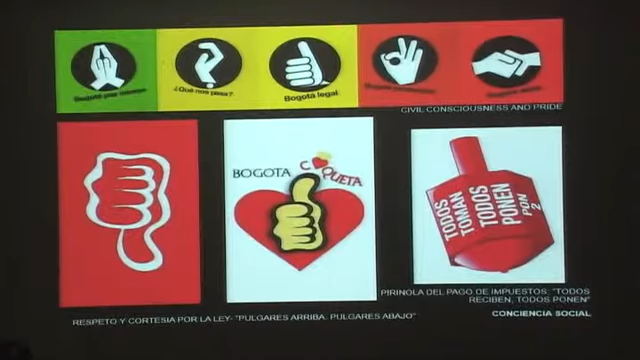 ¿Qué nos pasa?
Bogotá legal
CIVIL CONSCIOUSNESS AND PRIDE
BOGOTA COQUETA
TODOS
TOMAN
TODOS
PONEN
PON 2
PIRINOLA DEL PAGO DE IMPUESTOS: "TODOS
RECIBEN, TODOS PONEN"
RESPETO Y CORTESIA POR LA LEY- "PULGARES ARRIBA, PULGARES ABAJO"
CONCIENCIA SOCIAL